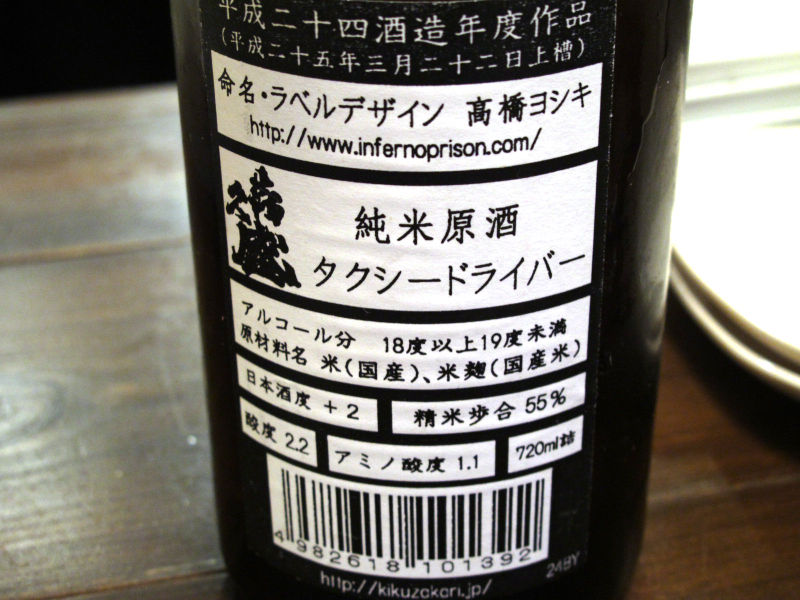 平成二十四酒造年度作品
(平成二十五年三月二十二日上槽)
命名・ラベルデザイン 髙橋ヨシキ
http://www.infernoprison.com/
純米原酒
タクシードライバー
アルコール分 18度以上19度未満
原材料名 米(国産)、米麹(国産米)
日本酒度 +2
精米歩合 55%
酸度 2.2
アミノ酸度 1.1
720ml詰
4982618101392
24BY
http://kikuzakari.jp/